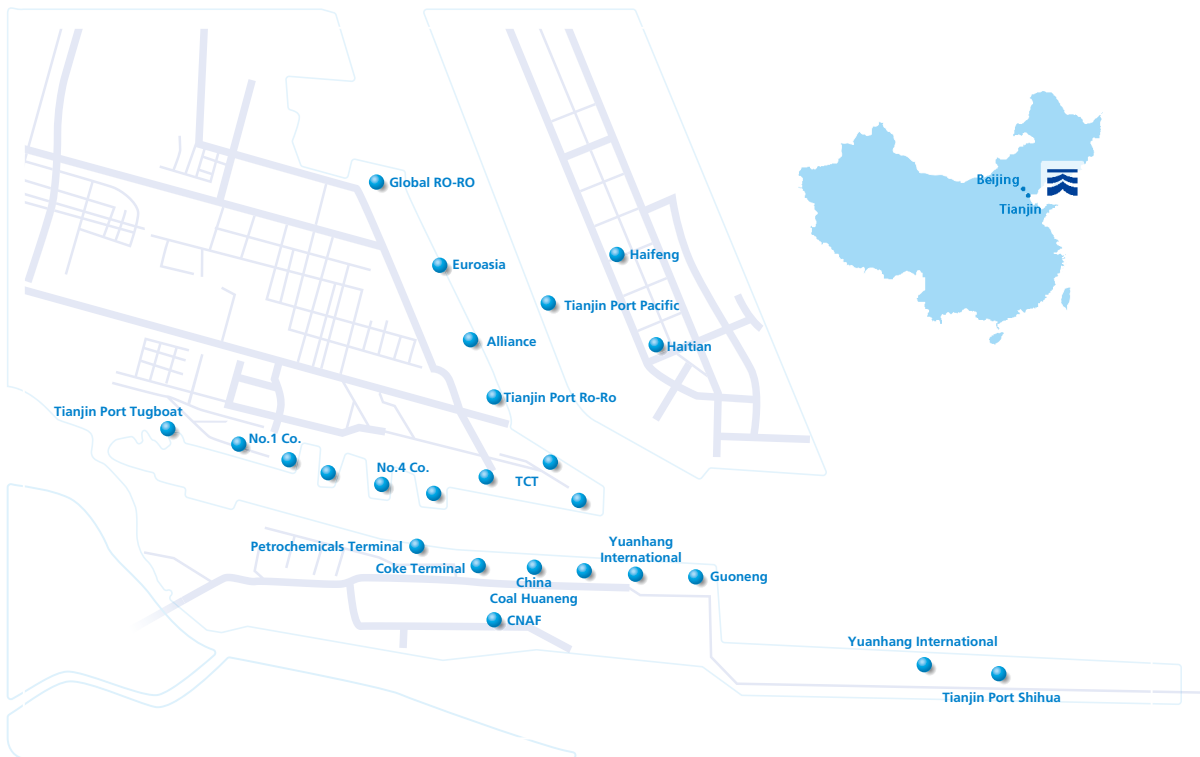 Beijing
Tianjin
Global RO-RO
Haifeng
Euroasia
Tianjin Port Pacific
Alliance
Haitian
Tianjin Port Ro-Ro
Tianjin Port Tugboat
No.1 Co.
No.4 Co.
TCT
Petrochemicals Terminal
Yuanhang
International
Coke Terminal
China
Coal Huaneng
Guoneng
CNAF
Yuanhang International
Tianjin Port Shihua